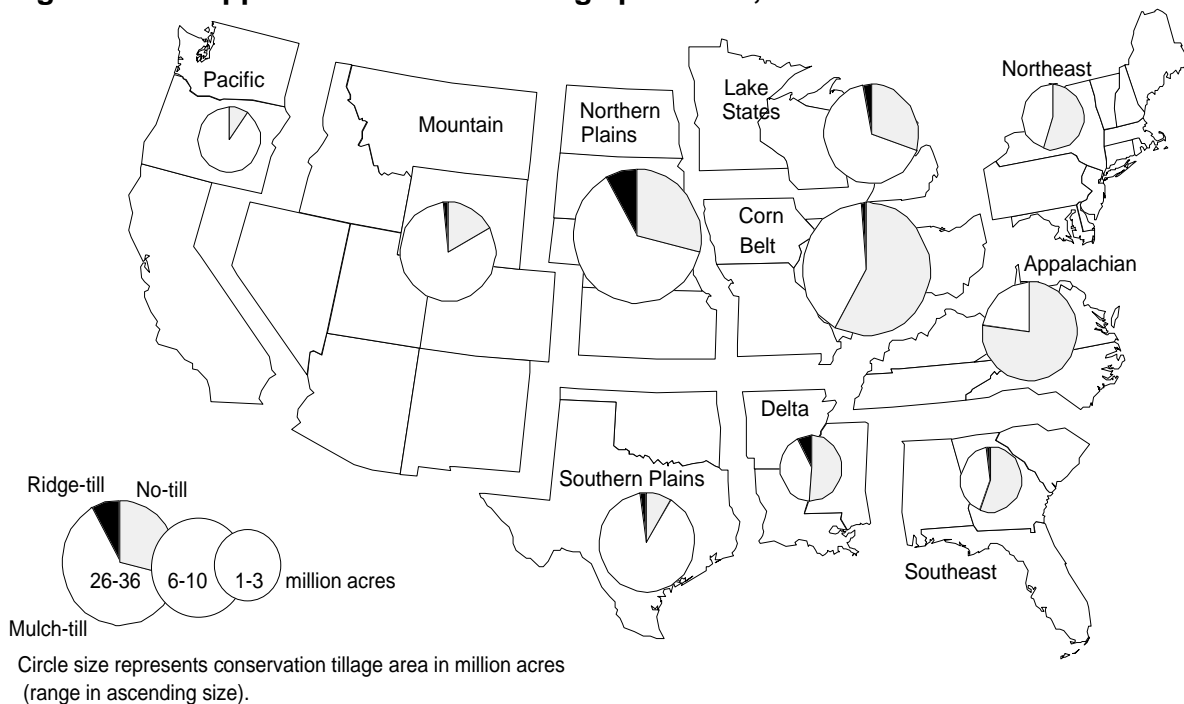 Pacific
Mountain
Northern
Plains
Lake
States
Northeast
Corn
Belt
Appalachian
Delta
Southern Plains
Southeast
Ridge-till
No-till
26-36
6-10
1-3
million acres
Mulch-till
Circle size represents conservation tillage area in million acres
(range in ascending size).